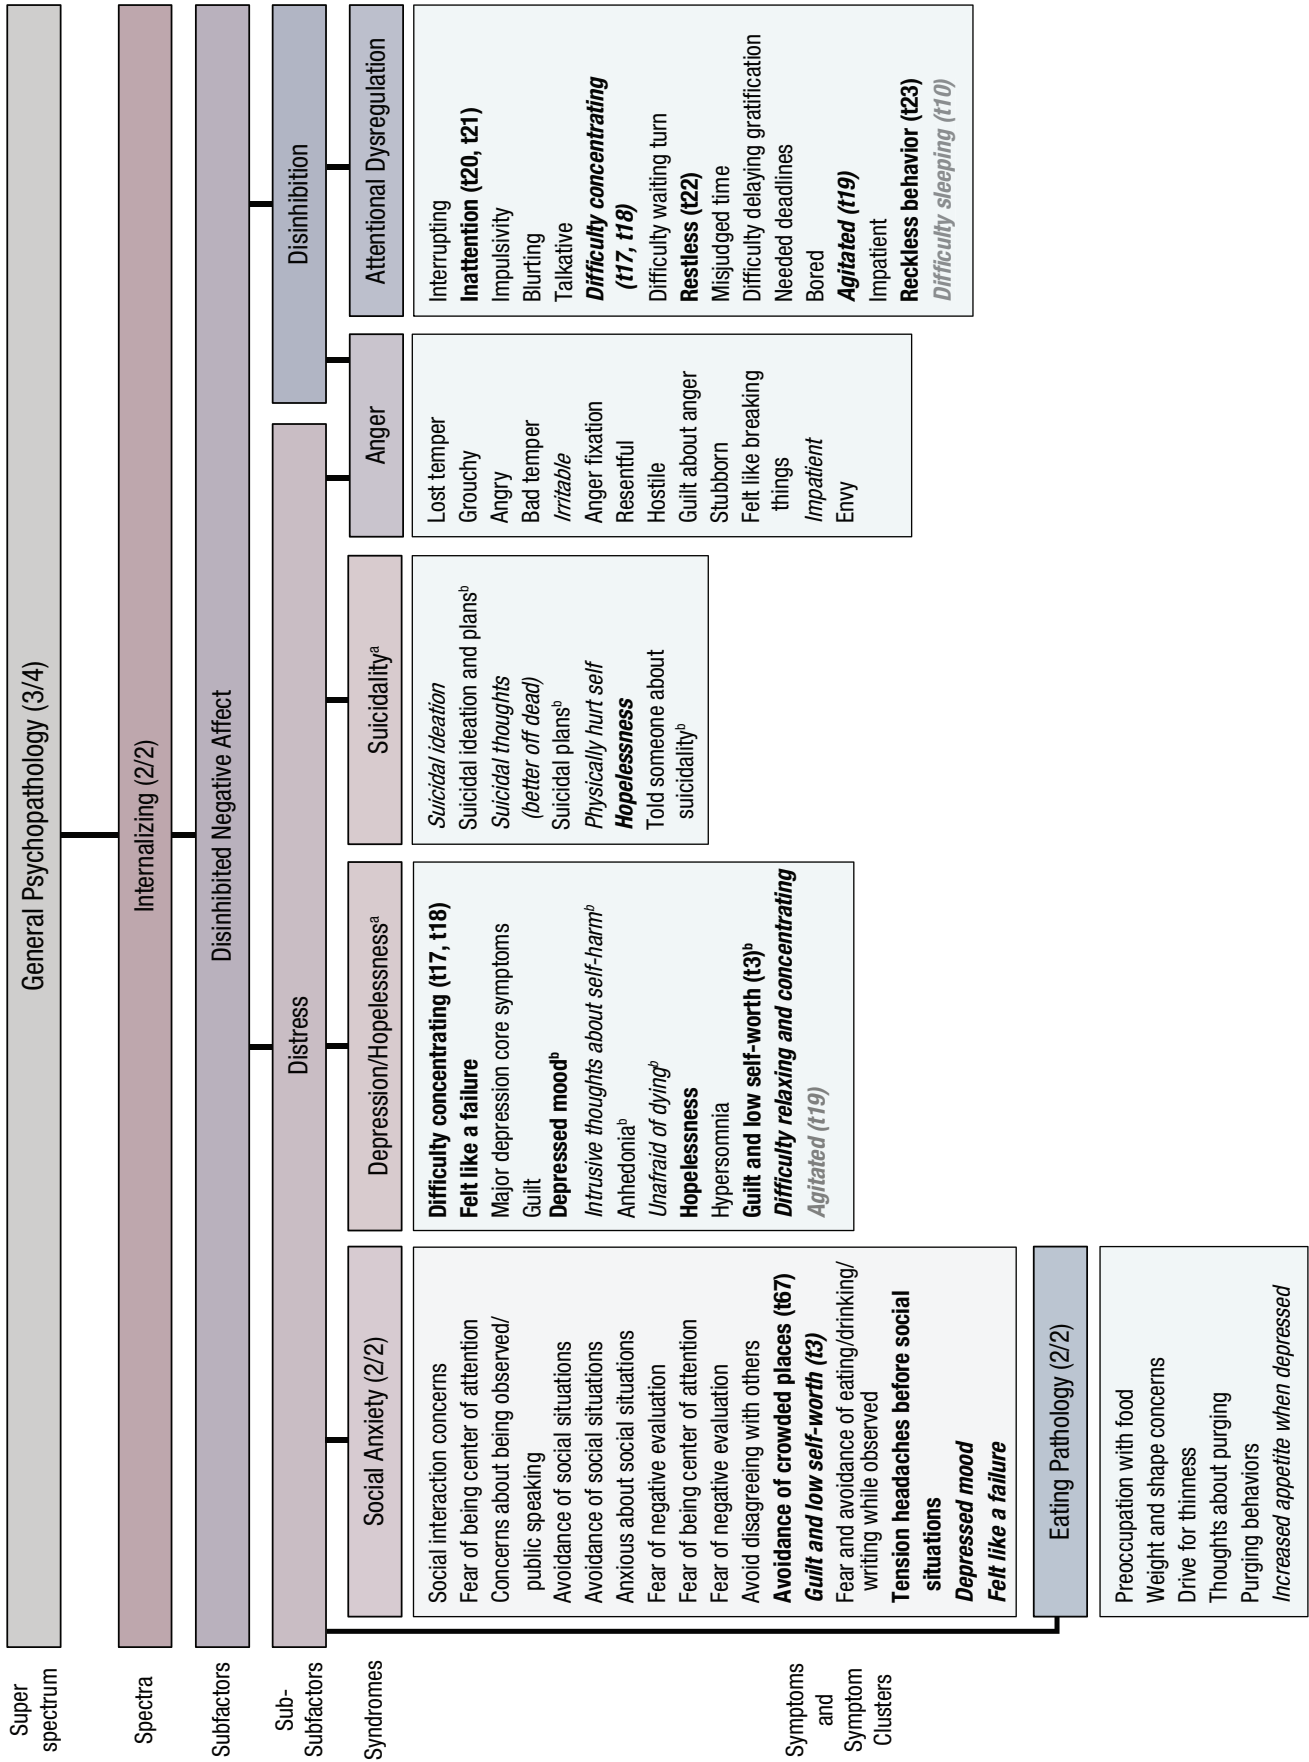 Super
spectrum
General Psychopathology (3/4)
Spectra
Internalizing (2/2)
Subfactors
Disinhibited Negative Affect
Sub-
Subfactors
Distress
Disinhibition
Syndromes
Social Anxiety (2/2)
Depression/Hopelessnessᵃ
Suicidalityᵃ
Anger
Attentional Dysregulation
Symptoms
and
Symptom
Clusters
Social interaction concerns
Fear of being center of attention
Concerns about being observed/
public speaking
Avoidance of social situations
Avoidance of social situations
Anxious about social situations
Fear of negative evaluation
Fear of being center of attention
Fear of negative evaluation
Avoid disagreeing with others
Avoidance of crowded places (t67)
Guilt and low self-worth (t3)
Fear and avoidance of eating/drinking/
writing while observed
Tension headaches before social
situations
Depressed mood
Felt like a failure
Difficulty concentrating (t17, t18)
Felt like a failure
Major depression core symptoms
Guilt
Depressed moodᵇ
Intrusive thoughts about self-harmᵇ
Anhedoniaᵇ
Unafraid of dyingᵇ
Hopelessness
Hypersomnia
Guilt and low self-worth (t3)ᵇ
Difficulty relaxing and concentrating
Agitated (t19)
Suicidal ideation
Suicidal ideation and plansᵇ
Suicidal thoughts
(better off dead)
Suicidal plansᵇ
Physically hurt self
Hopelessness
Told someone about
suicidalityᵇ
Lost temper
Grouchy
Angry
Bad temper
Irritable
Anger fixation
Resentful
Hostile
Guilt about anger
Stubborn
Felt like breaking
things
Impatient
Envy
Interrupting
Inattention (t20, t21)
Impulsivity
Blurting
Talkative
Difficulty concentrating
(t17, t18)
Difficulty waiting turn
Restless (t22)
Misjudged time
Difficulty delaying gratification
Needed deadlines
Bored
Agitated (t19)
Impatient
Reckless behavior (t23)
Difficulty sleeping (t10)
Eating Pathology (2/2)
Preoccupation with food
Weight and shape concerns
Drive for thinness
Thoughts about purging
Purging behaviors
Increased appetite when depressed